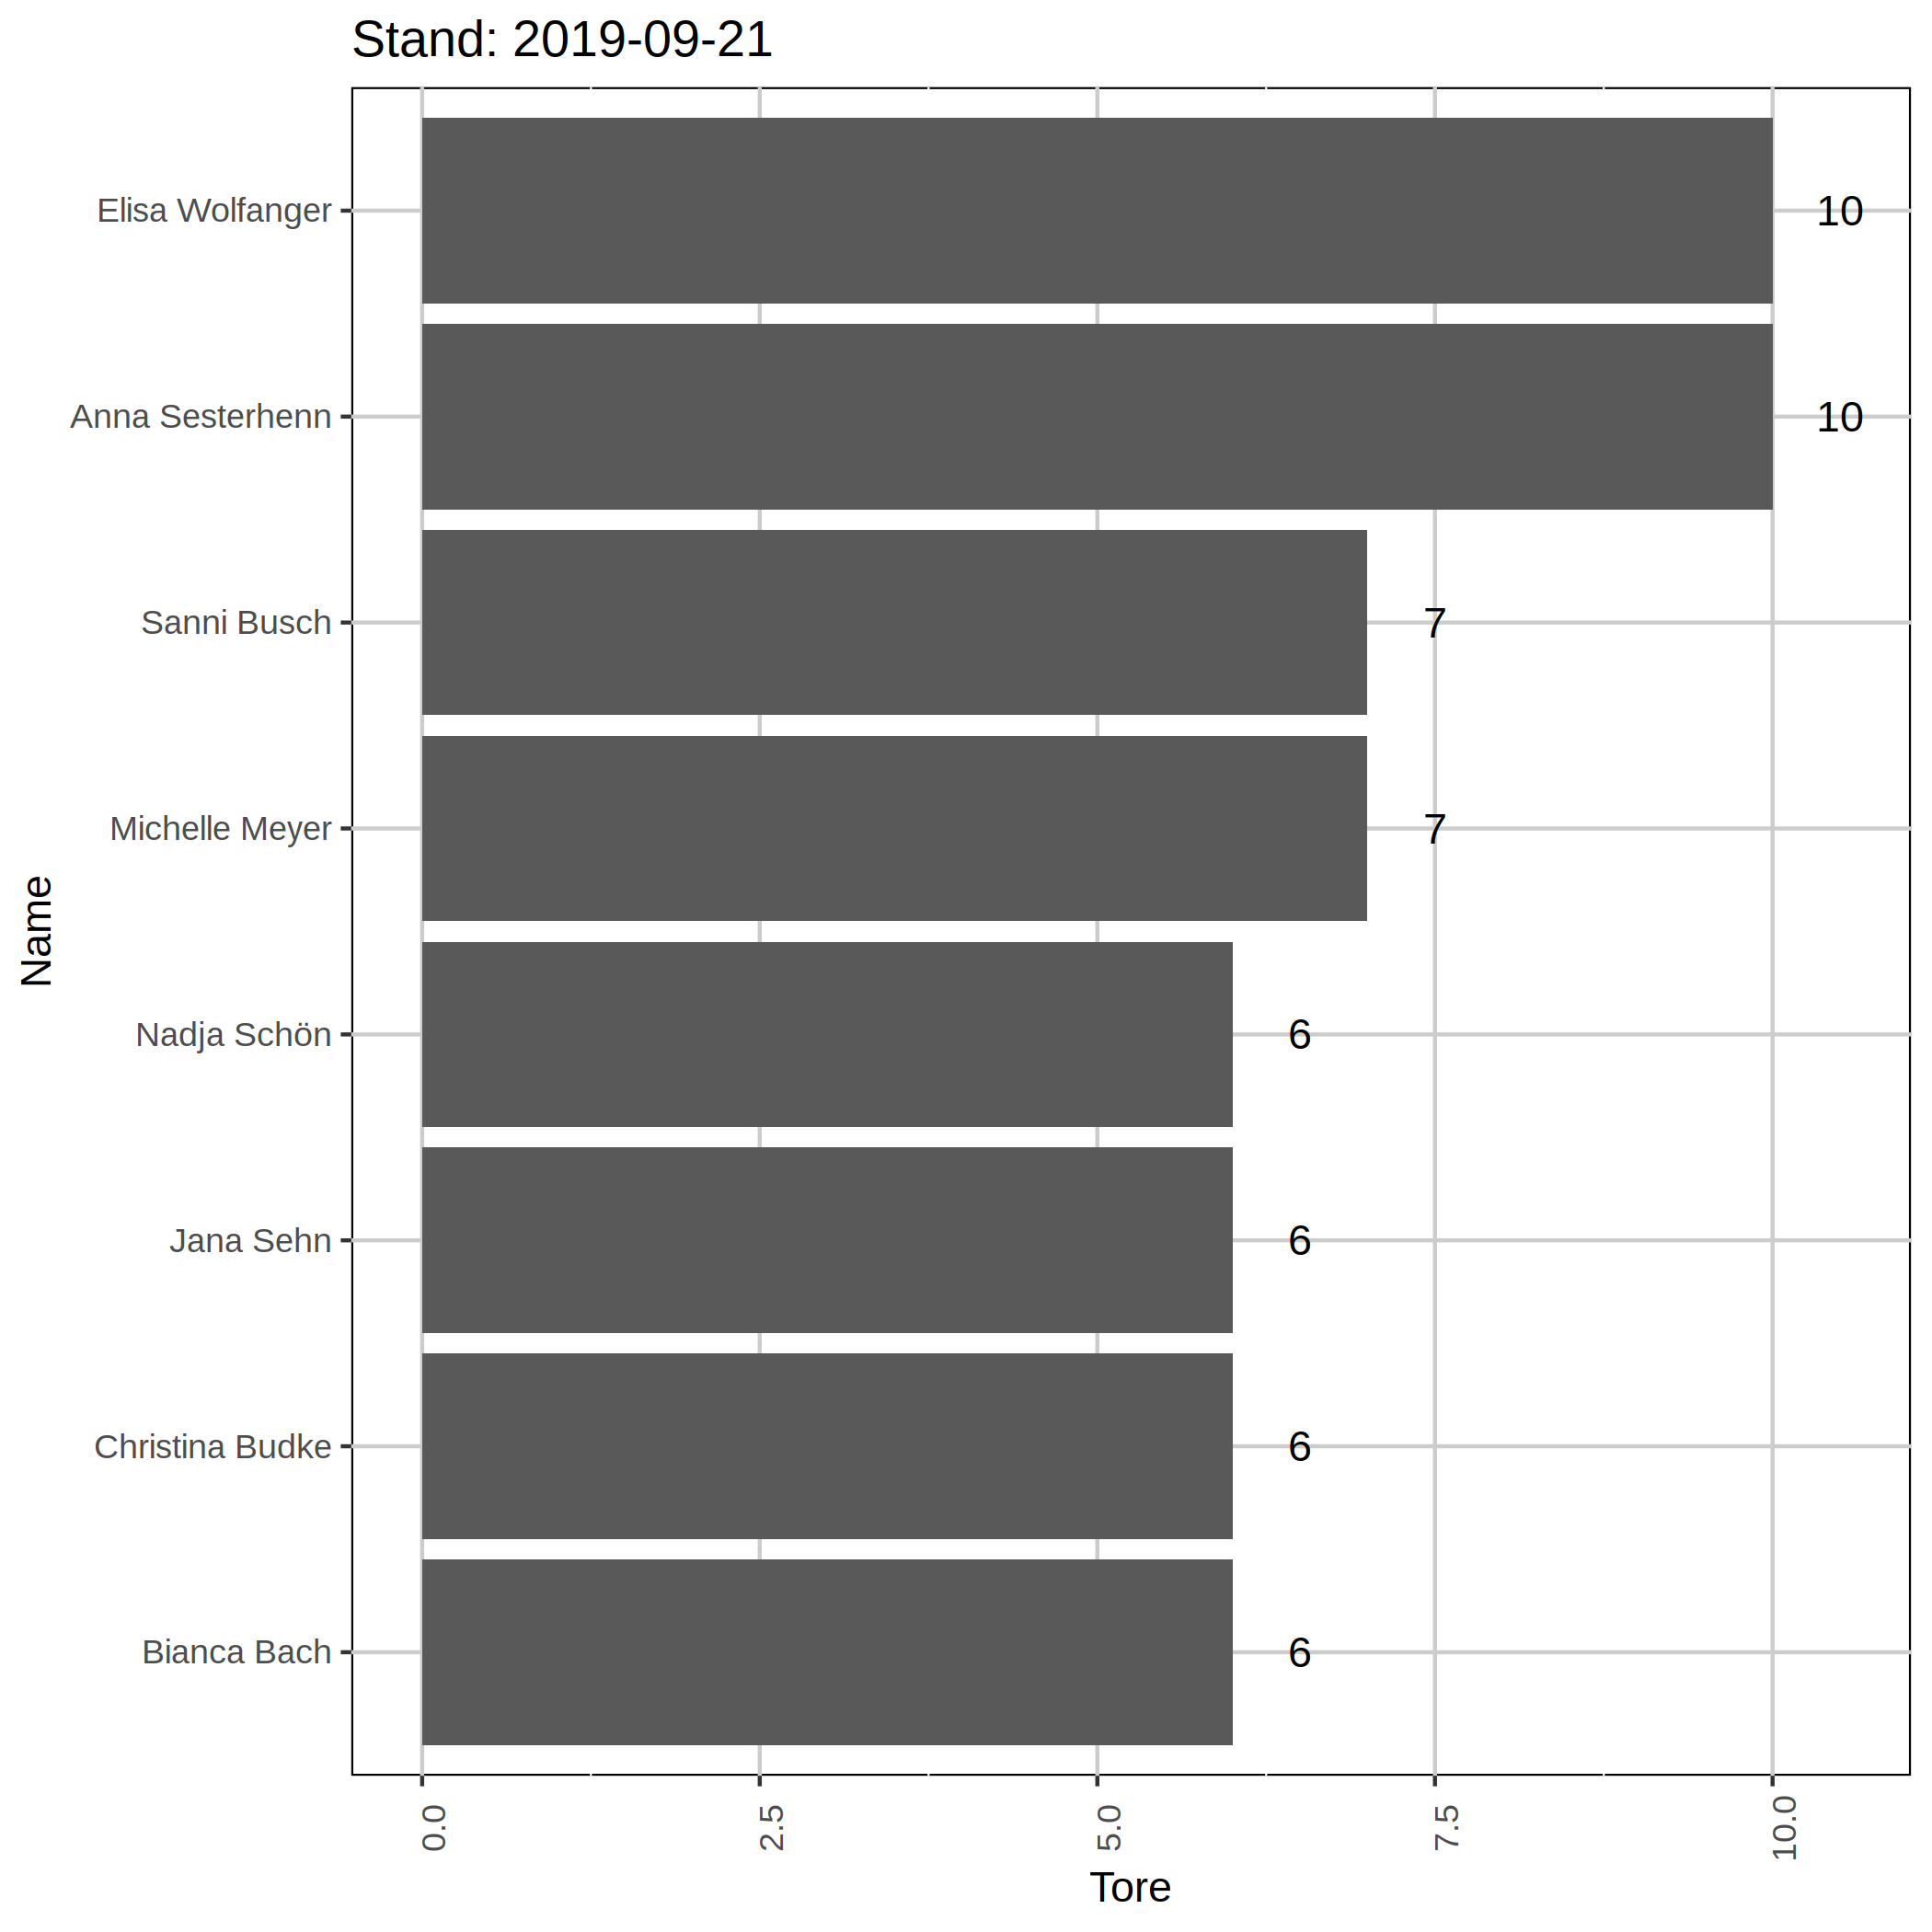 Stand: 2019-09-21
Elisa Wolfanger 10
Anna Sesterhenn 10
Sanni Busch 7
Michelle Meyer 7
Nadja Schön 6
Jana Sehn 6
Christina Budke 6
Bianca Bach 6
Name
0.0 2.5 5.0 7.5 10.0
Tore